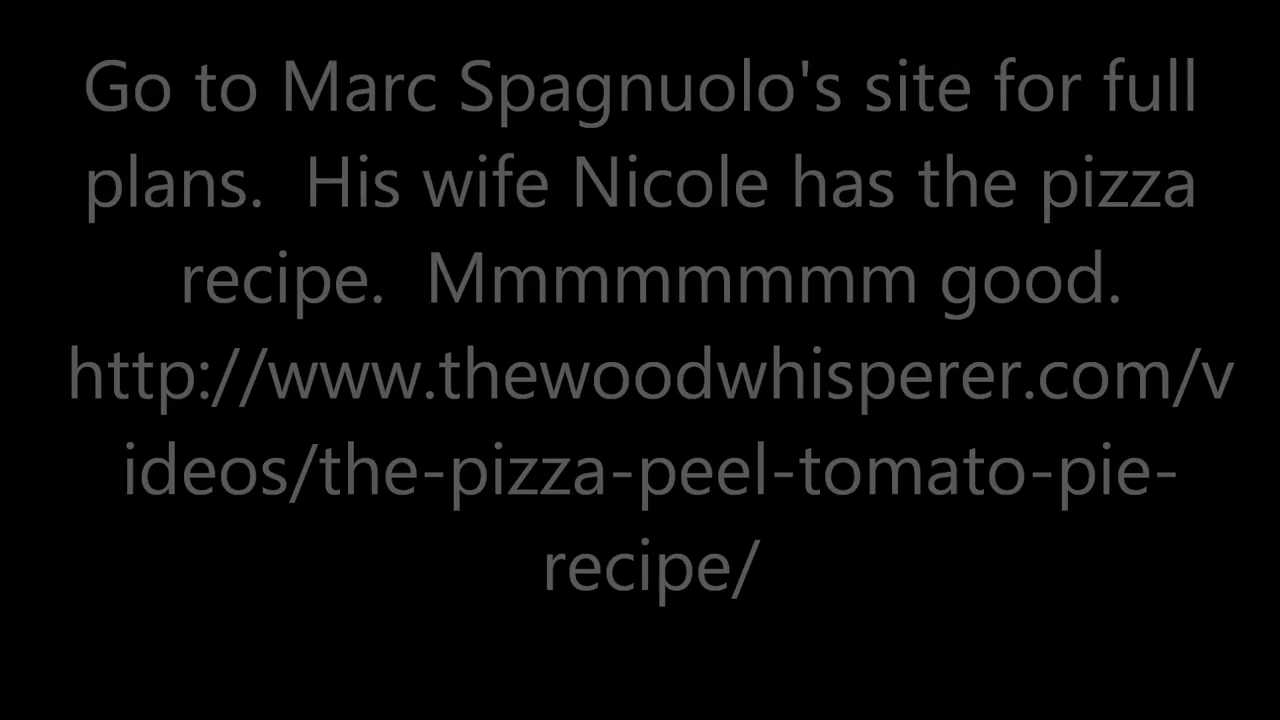 Go to Marc Spagnuolo's site for full
plans.  His wife Nicole has the pizza
recipe.  Mmmmmmmm good.
http://www.thewoodwhisperer.com/v
ideos/the-pizza-peel-tomato-pie-
recipe/